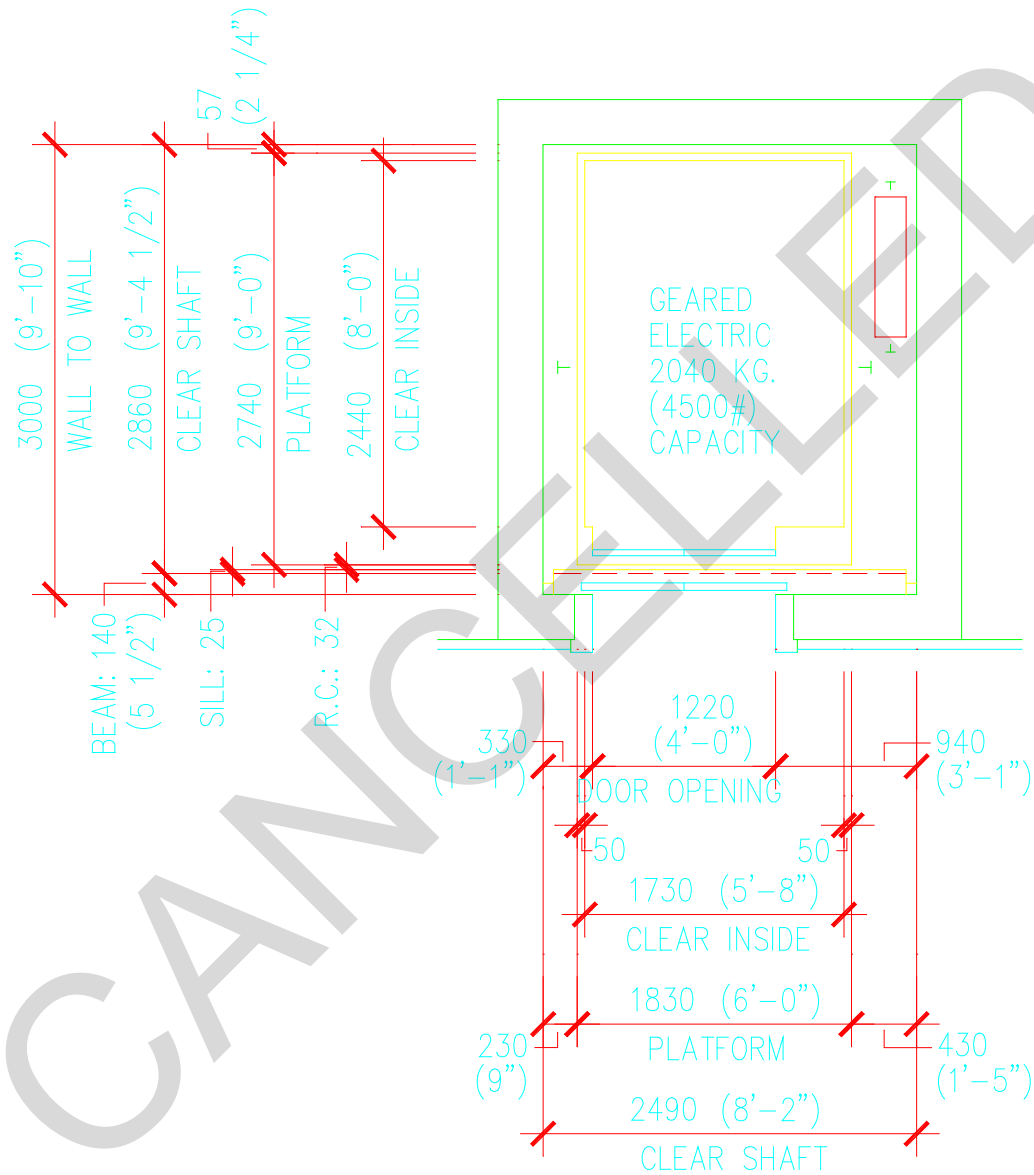 57
(2 1/4")
3000 (9'-10")
WALL TO WALL
2860 (9'-4 1/2")
CLEAR SHAFT
2740 (9'-0")
PLATFORM
2440 (8'-0")
CLEAR INSIDE
GEARED
ELECTRIC
2040 KG.
(4500#)
CAPACITY
BEAM: 140
(5 1/2")
SILL: 25
R.C.: 32
330
(1'-1")
1220
(4'-0")
DOOR OPENING
940
(3'-1")
50
50
1730 (5'-8")
CLEAR INSIDE
1830 (6'-0")
PLATFORM
230
(9")
430
(1'-5")
2490 (8'-2")
CLEAR SHAFT
CANCELLED